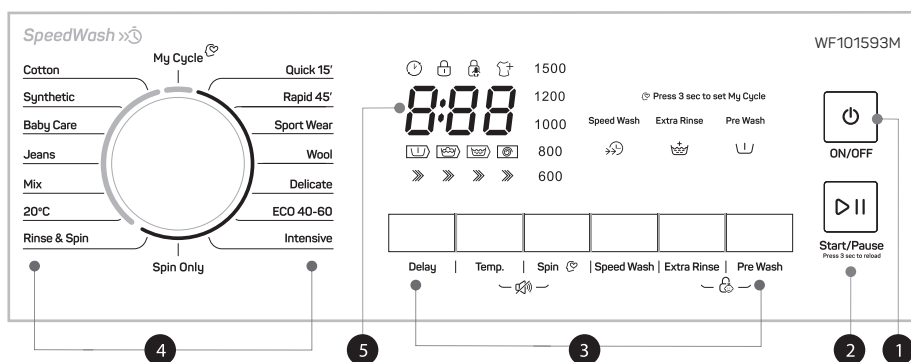 SpeedWash
My Cycle
Cotton
Synthetic
Baby Care
Jeans
Mix
20°C
Rinse & Spin
Quick 15'
Rapid 45'
Sport Wear
Wool
Delicate
ECO 40-60
Intensive
Spin Only
8:88
1500
1200
1000
800
600
Press 3 sec to set My Cycle
Speed Wash Extra Rinse Pre Wash
Delay | Temp. | Spin | Speed Wash | Extra Rinse | Pre Wash
WF101593M
ON/OFF
Start/Pause
Press 3 sec to reload
4 5 3 2 1